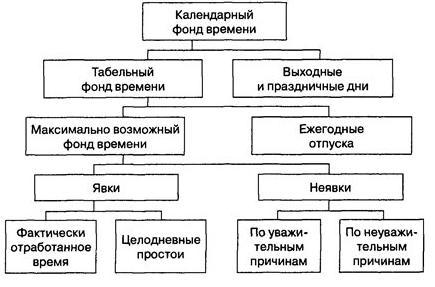 Календарный
фонд времени
Табельный
фонд времени
Выходные
и праздничные дни
Максимально возможный
фонд времени
Ежегодные
отпуска
Явки
Неявки
Фактически
отработанное
время
Целодневные
простои
По уважи-
тельным
причинам
По неуважи-
тельным
причинам